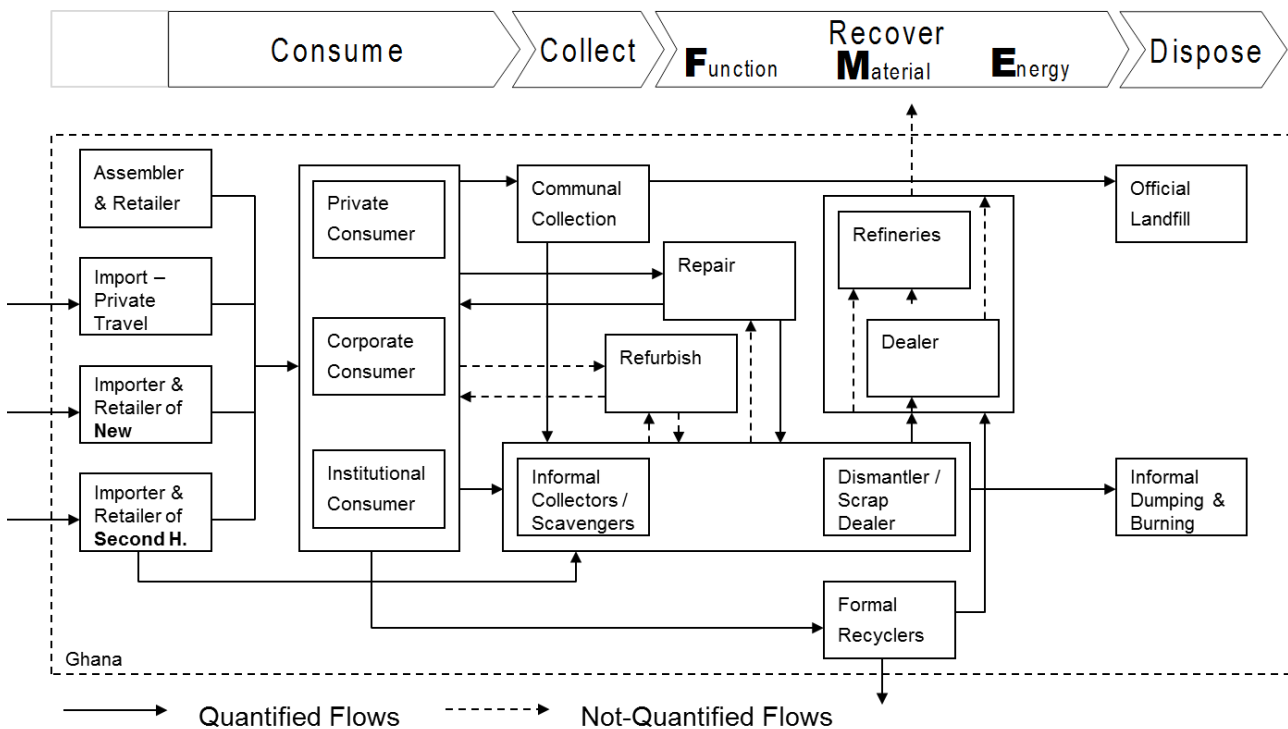 Consume
Collect
Recover
Function Material Energy
Dispose
Assembler
& Retailer
Import –
Private
Travel
Importer &
Retailer of
New
Importer &
Retailer of
Second H.
Private
Consumer
Corporate
Consumer
Institutional
Consumer
Communal
Collection
Repair
Refurbish
Informal
Collectors /
Scavengers
Dismantler /
Scrap
Dealer
Refineries
Dealer
Formal
Recyclers
Official
Landfill
Informal
Dumping &
Burning
Ghana
Quantified Flows
Not-Quantified Flows